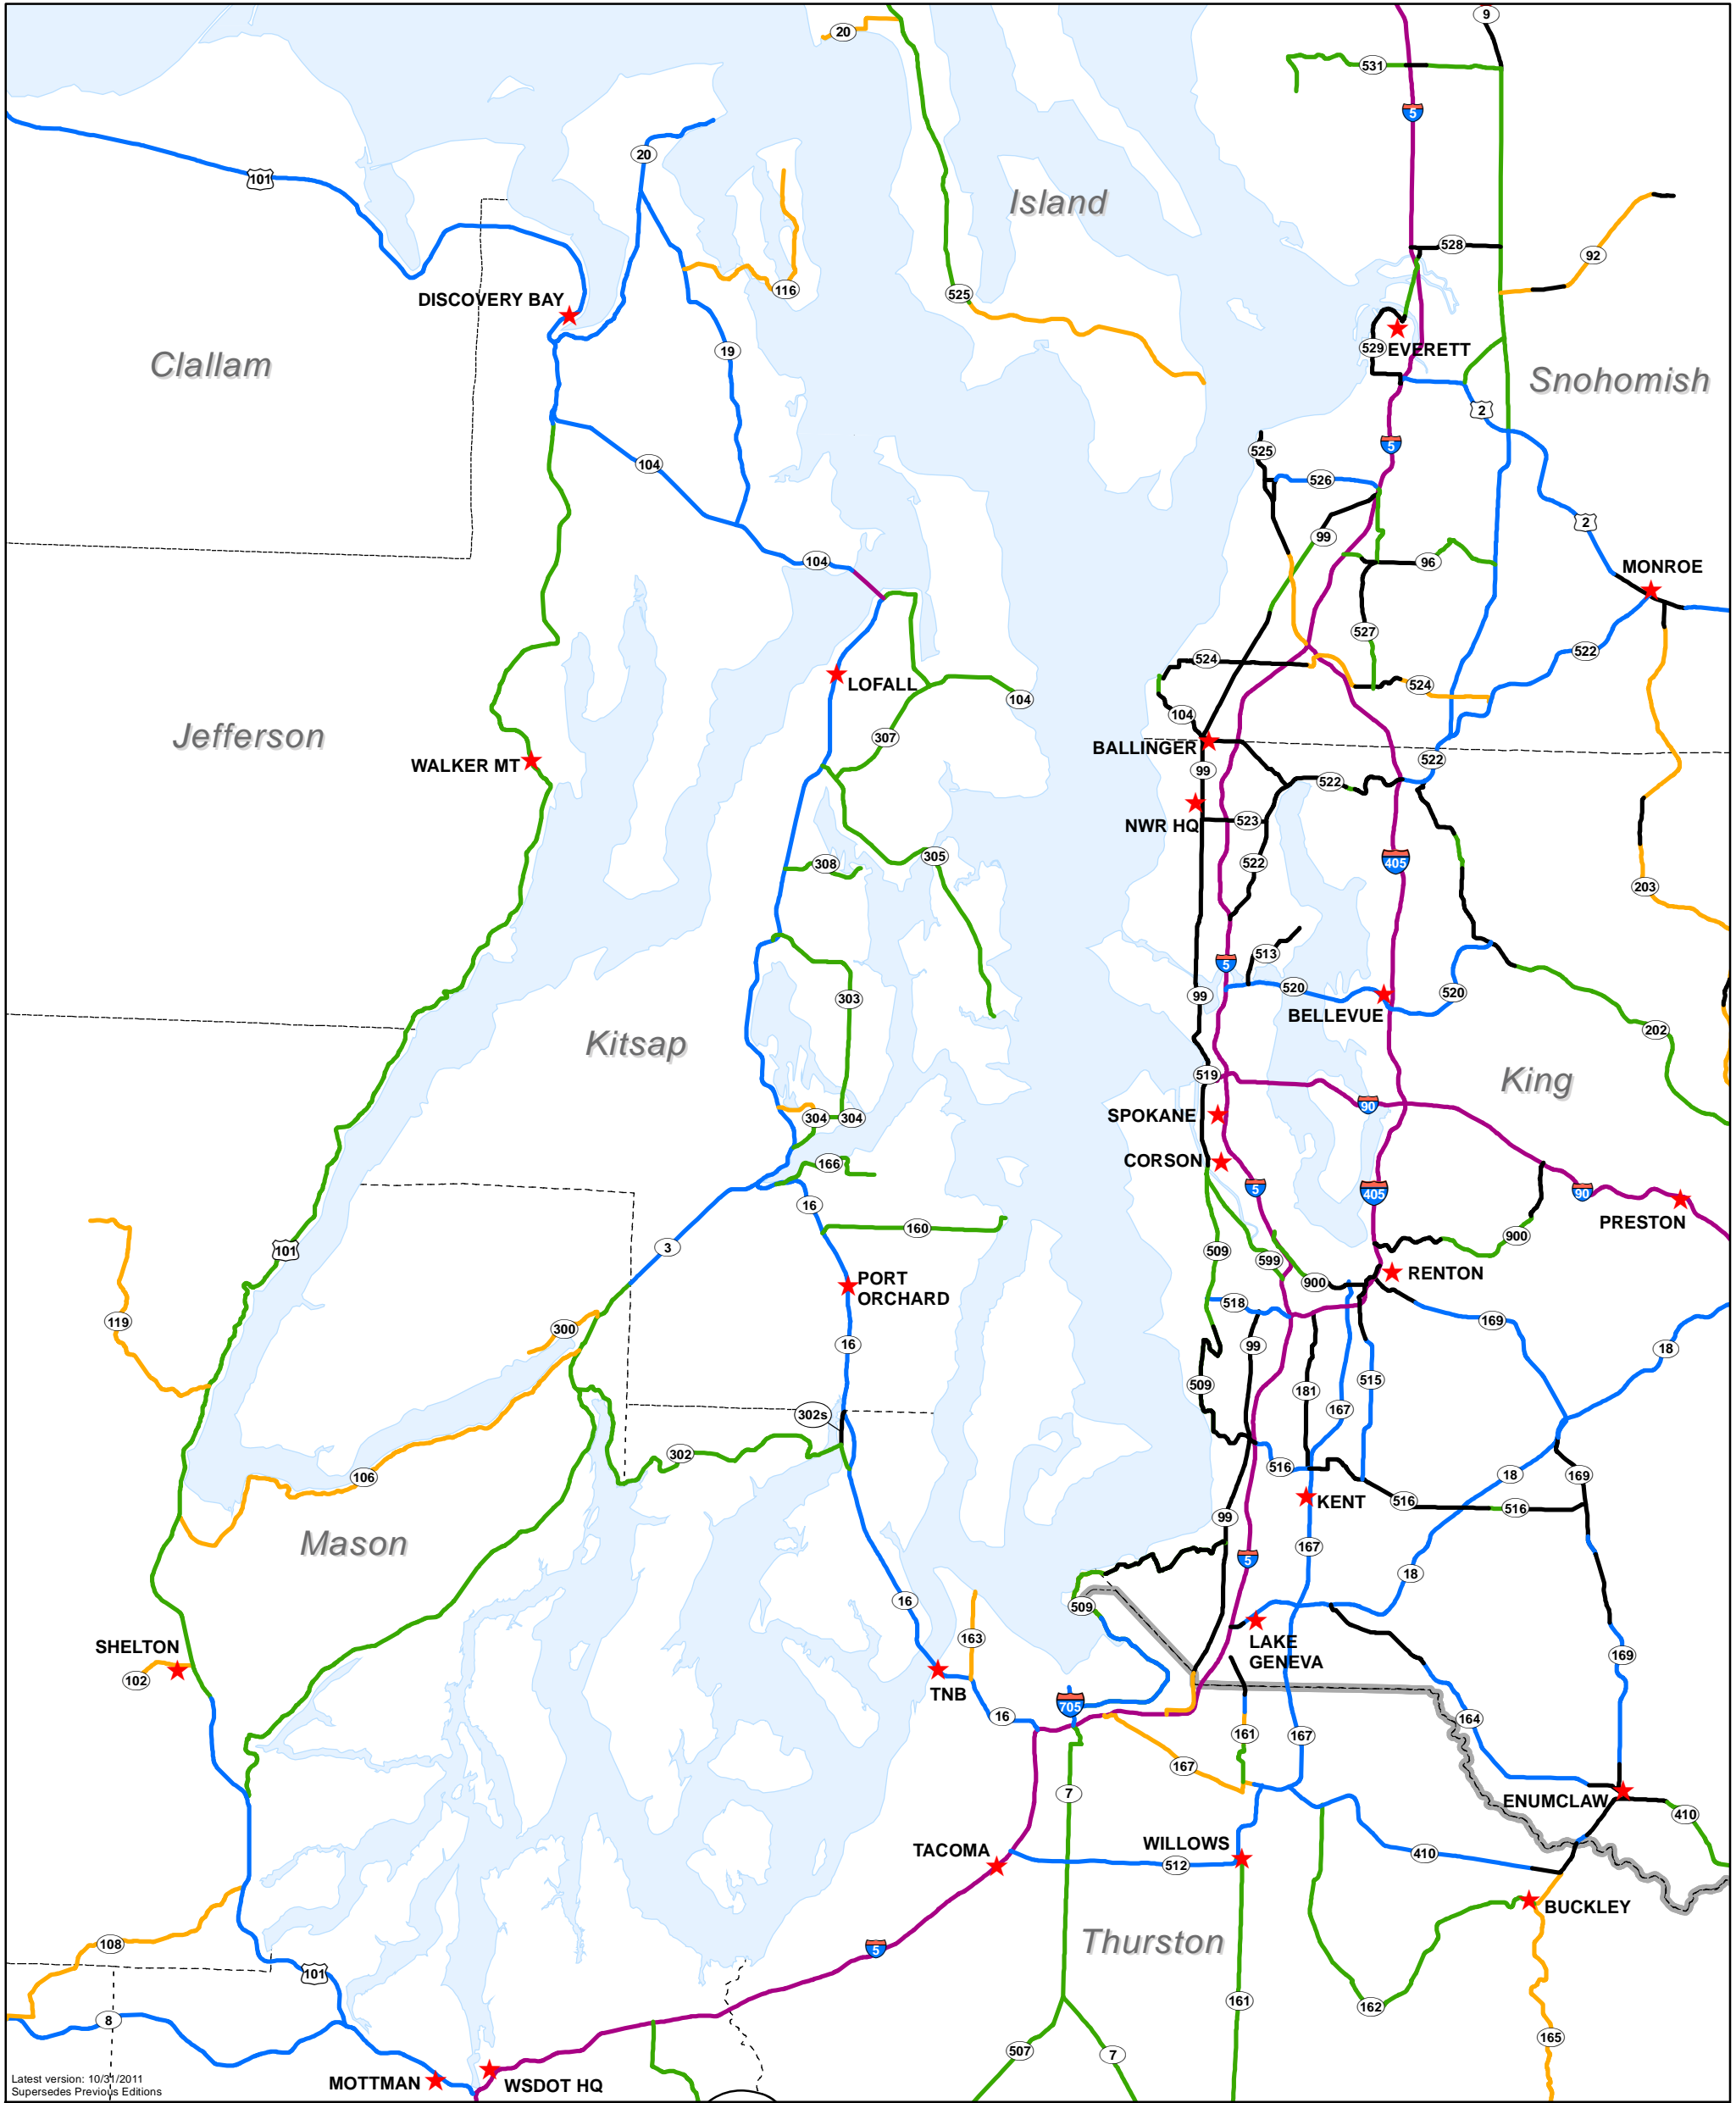 9
20
531
5
20
101
Island
528
92
116
525
DISCOVERY BAY
19
529
EVERETT
Clallam
Snohomish
2
5
525
104
526
2
99
104
96
MONROE
527
522
524
LOFALL
524
104
104
307
Jefferson
BALLINGER
522
WALKER MT
99
522
NWR HQ
523
308
305
522
405
203
513
5
303
99
520
520
BELLEVUE
202
Kitsap
519
King
90
304
304
SPOKANE
166
CORSON
5
405
90
16
PRESTON
160
900
3
101
509
599
PORT
ORCHARD
RENTON
900
518
119
300
169
16
99
18
509
181
515
302s
167
302
516
106
18
169
KENT
516
516
99
Mason
167
5
18
16
509
163
LAKE
GENEVA
SHELTON
102
169
TNB
705
16
164
161
167
167
7
ENUMCLAW
410
TACOMA
WILLOWS
512
410
BUCKLEY
108
5
Thurston
101
161
162
8
165
507
7
Latest version: 10/31/2011
Supersedes Previous Editions
MOTTMAN
WSDOT HQ